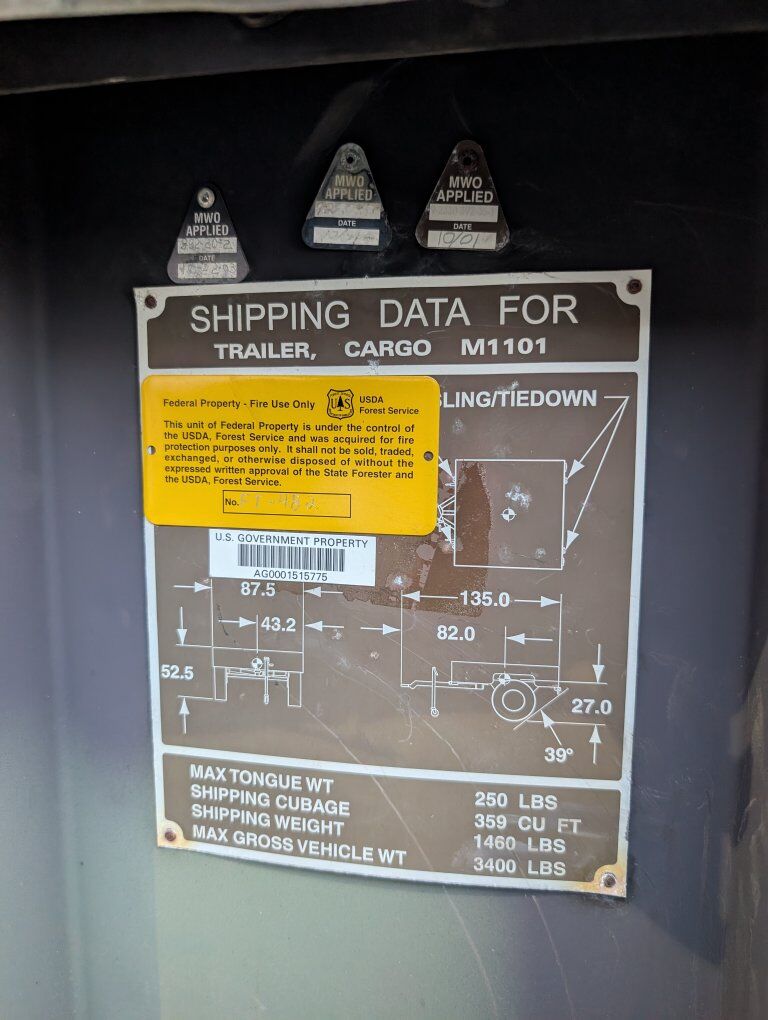 MWO
APPLIED
DATE
MWO
APPLIED
DATE
MWO
APPLIED
DATE
10/01
SHIPPING DATA FOR
TRAILER, CARGO M1101
Federal Property - Fire Use Only
USDA
Forest Service
This unit of Federal Property is under the control of
the USDA, Forest Service and was acquired for fire
protection purposes only. It shall not be sold, traded,
exchanged, or otherwise disposed of without the
expressed written approval of the State Forester and
the USDA, Forest Service.
No.
LING/TIEDOWN
U.S. GOVERNMENT PROPERTY
AG0001515775
87.5
43.2
52.5
135.0
82.0
27.0
39°
MAX TONGUE WT 250 LBS
SHIPPING CUBAGE 359 CU FT
SHIPPING WEIGHT 1460 LBS
MAX GROSS VEHICLE WT 3400 LBS